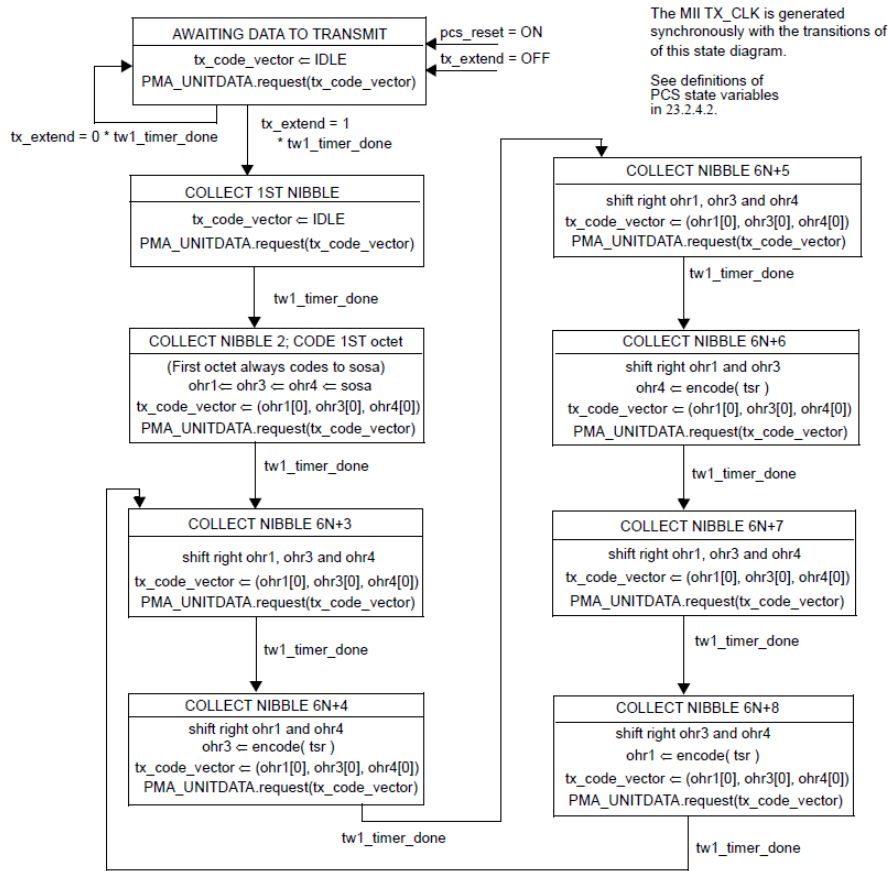 AWAITING DATA TO TRANSMIT
tx_code_vector ⇐ IDLE
PMA_UNITDATA.request(tx_code_vector)
pcs_reset = ON
tx_extend = OFF
tx_extend = 0 * tw1_timer_done
tx_extend = 1
* tw1_timer_done
COLLECT 1ST NIBBLE
tx_code_vector ⇐ IDLE
PMA_UNITDATA.request(tx_code_vector)
tw1_timer_done
COLLECT NIBBLE 2; CODE 1ST octet
(First octet always codes to sosa)
ohr1⇐ ohr3 ⇐ ohr4 ⇐ sosa
tx_code_vector ⇐ (ohr1[0], ohr3[0], ohr4[0])
PMA_UNITDATA.request(tx_code_vector)
tw1_timer_done
COLLECT NIBBLE 6N+3
shift right ohr1, ohr3 and ohr4
tx_code_vector ⇐ (ohr1[0], ohr3[0], ohr4[0])
PMA_UNITDATA.request(tx_code_vector)
tw1_timer_done
COLLECT NIBBLE 6N+4
shift right ohr1 and ohr4
ohr3 ⇐ encode( tsr )
tx_code_vector ⇐ (ohr1[0], ohr3[0], ohr4[0])
PMA_UNITDATA.request(tx_code_vector)
tw1_timer_done
The MII TX_CLK is generated
synchronously with the transitions of
of this state diagram.
See definitions of
PCS state variables
in 23.2.4.2.
COLLECT NIBBLE 6N+5
shift right ohr1, ohr3 and ohr4
tx_code_vector ⇐ (ohr1[0], ohr3[0], ohr4[0])
PMA_UNITDATA.request(tx_code_vector)
tw1_timer_done
COLLECT NIBBLE 6N+6
shift right ohr1 and ohr3
ohr4 ⇐ encode( tsr )
tx_code_vector ⇐ (ohr1[0], ohr3[0], ohr4[0])
PMA_UNITDATA.request(tx_code_vector)
tw1_timer_done
COLLECT NIBBLE 6N+7
shift right ohr1, ohr3 and ohr4
tx_code_vector ⇐ (ohr1[0], ohr3[0], ohr4[0])
PMA_UNITDATA.request(tx_code_vector)
tw1_timer_done
COLLECT NIBBLE 6N+8
shift right ohr3 and ohr4
ohr1 ⇐ encode( tsr )
tx_code_vector ⇐ (ohr1[0], ohr3[0], ohr4[0])
PMA_UNITDATA.request(tx_code_vector)
tw1_timer_done